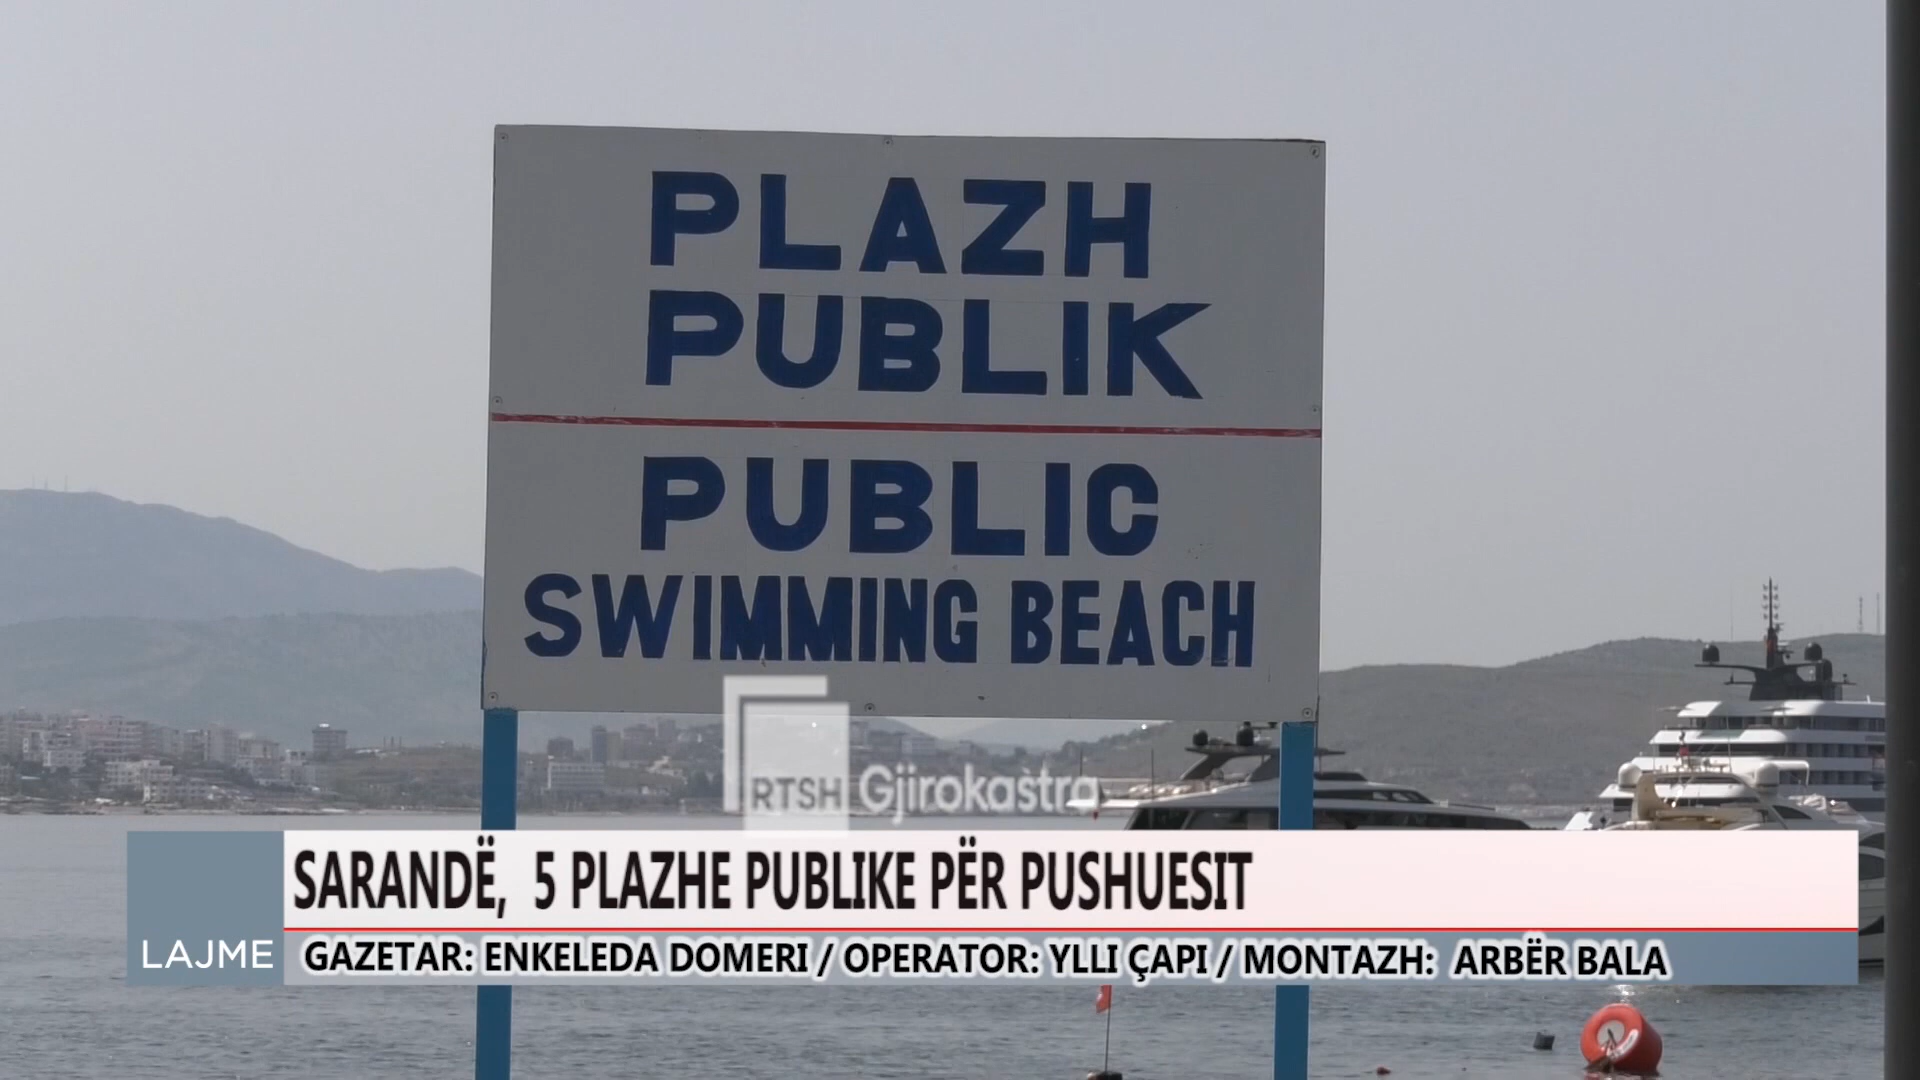 PLAZH
PUBLIK
PUBLIC
SWIMMING BEACH
RTSH Gjirokastra
SARANDË, 5 PLAZHE PUBLIKE PËR PUSHUESIT
LAJME
GAZETAR: ENKELEDA DOMERI / OPERATOR: YLLI ÇAPI / MONTAZH: ARBËR BALA